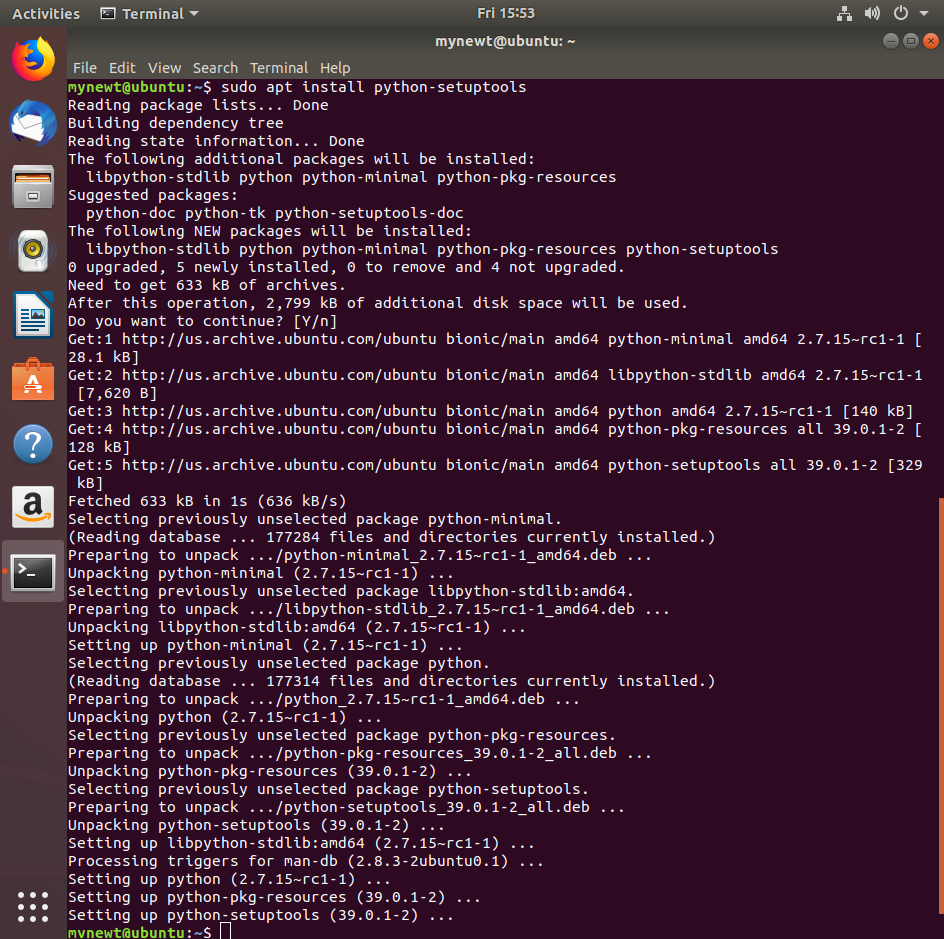 Activities Terminal Fri 15:53
mynewt@ubuntu: ~
File Edit View Search Terminal Help
mynewt@ubuntu:~$ sudo apt install python-setuptools
Reading package lists... Done
Building dependency tree
Reading state information... Done
The following additional packages will be installed:
  libpython-stdlib python python-minimal python-pkg-resources
Suggested packages:
  python-doc python-tk python-setuptools-doc
The following NEW packages will be installed:
  libpython-stdlib python python-minimal python-pkg-resources python-setuptools
0 upgraded, 5 newly installed, 0 to remove and 4 not upgraded.
Need to get 633 kB of archives.
After this operation, 2,799 kB of additional disk space will be used.
Do you want to continue? [Y/n]
Get:1 http://us.archive.ubuntu.com/ubuntu bionic/main amd64 python-minimal amd64 2.7.15~rc1-1 [
28.1 kB]
Get:2 http://us.archive.ubuntu.com/ubuntu bionic/main amd64 libpython-stdlib amd64 2.7.15~rc1-1
 [7,620 B]
Get:3 http://us.archive.ubuntu.com/ubuntu bionic/main amd64 python amd64 2.7.15~rc1-1 [140 kB]
Get:4 http://us.archive.ubuntu.com/ubuntu bionic/main amd64 python-pkg-resources all 39.0.1-2 [
128 kB]
Get:5 http://us.archive.ubuntu.com/ubuntu bionic/main amd64 python-setuptools all 39.0.1-2 [329
 kB]
Fetched 633 kB in 1s (636 kB/s)
Selecting previously unselected package python-minimal.
(Reading database ... 177284 files and directories currently installed.)
Preparing to unpack .../python-minimal_2.7.15~rc1-1_amd64.deb ...
Unpacking python-minimal (2.7.15~rc1-1) ...
Selecting previously unselected package libpython-stdlib:amd64.
Preparing to unpack .../libpython-stdlib_2.7.15~rc1-1_amd64.deb ...
Unpacking libpython-stdlib:amd64 (2.7.15~rc1-1) ...
Setting up python-minimal (2.7.15~rc1-1) ...
Selecting previously unselected package python.
(Reading database ... 177314 files and directories currently installed.)
Preparing to unpack .../python_2.7.15~rc1-1_amd64.deb ...
Unpacking python (2.7.15~rc1-1) ...
Selecting previously unselected package python-pkg-resources.
Preparing to unpack .../python-pkg-resources_39.0.1-2_all.deb ...
Unpacking python-pkg-resources (39.0.1-2) ...
Selecting previously unselected package python-setuptools.
Preparing to unpack .../python-setuptools_39.0.1-2_all.deb ...
Unpacking python-setuptools (39.0.1-2) ...
Setting up libpython-stdlib:amd64 (2.7.15~rc1-1) ...
Processing triggers for man-db (2.8.3-2ubuntu0.1) ...
Setting up python (2.7.15~rc1-1) ...
Setting up python-pkg-resources (39.0.1-2) ...
Setting up python-setuptools (39.0.1-2) ...
mynewt@ubuntu:~$